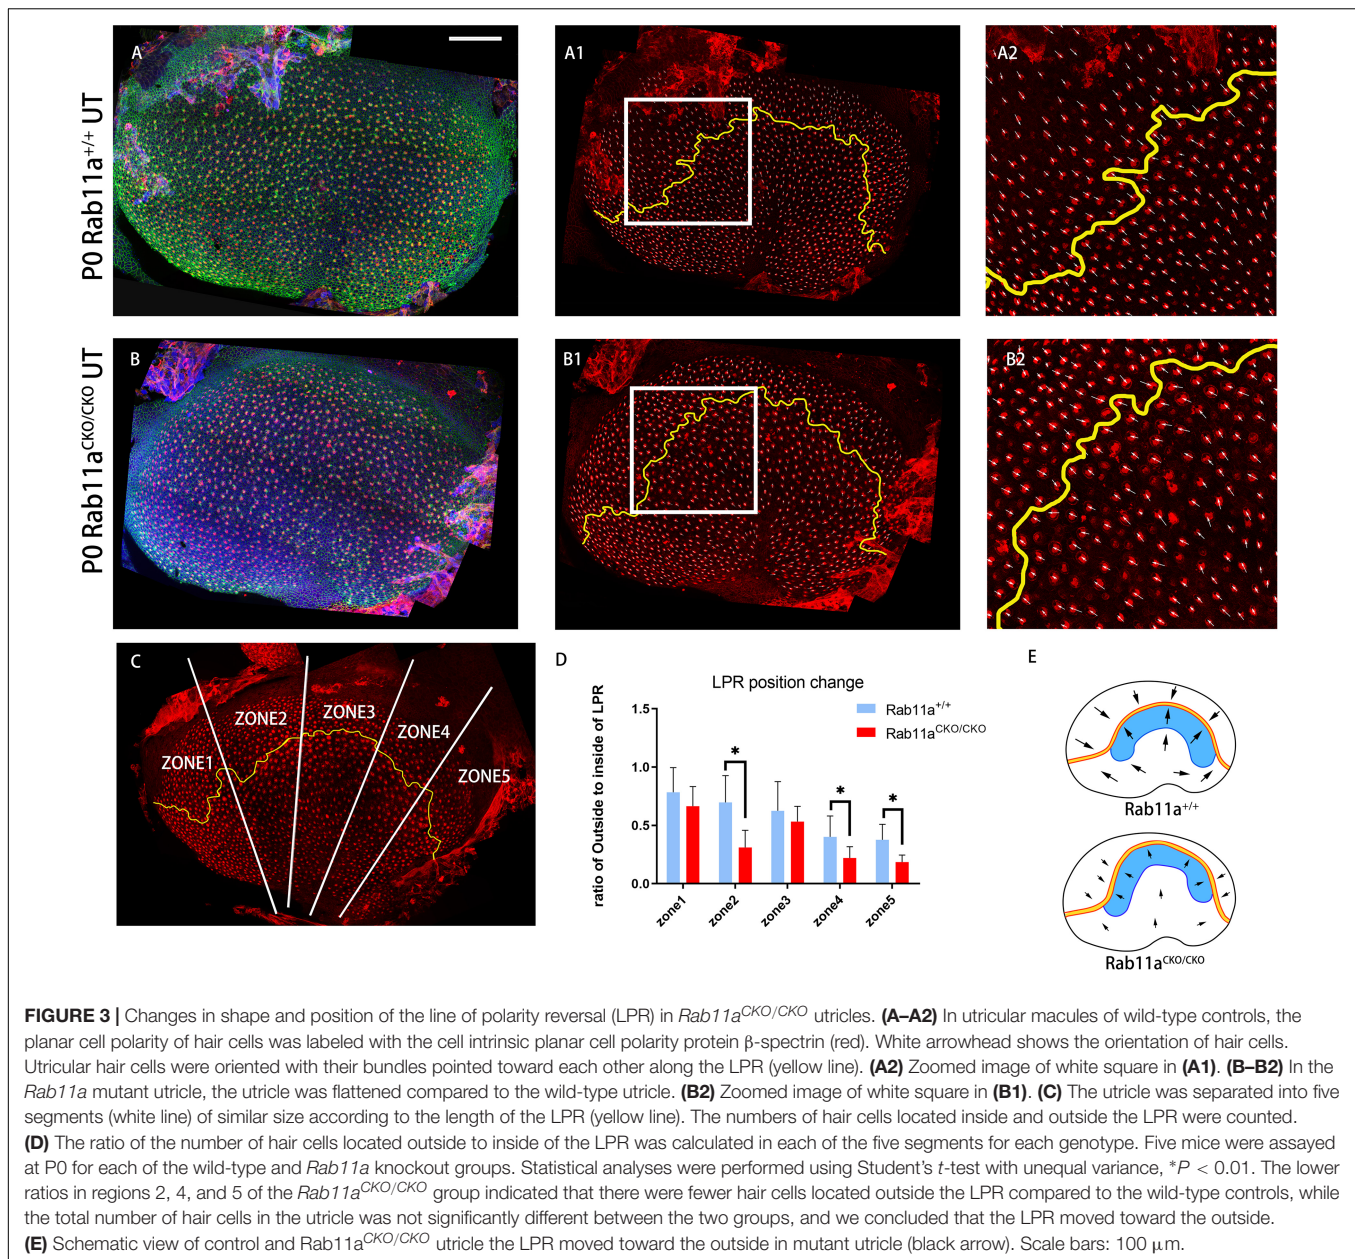 P0 Rab11a+/+ UT
A
A1
A2
P0 Rab11aCKO/CKO UT
B
B1
B2
C
ZONE1
ZONE2
ZONE3
ZONE4
ZONE5
D
LPR position change
ratio of Outside to inside of LPR
1.5
1.0
0.5
0.0
Rab11a+/+
Rab11aCKO/CKO
*
*
*
zone1
zone2
zone3
zone4
zone5
E
Rab11a+/+
Rab11aCKO/CKO
FIGURE 3 | Changes in shape and position of the line of polarity reversal (LPR) in Rab11aCKO/CKO utricles. (A–A2) In utricular macules of wild-type controls, the
planar cell polarity of hair cells was labeled with the cell intrinsic planar cell polarity protein β-spectrin (red). White arrowhead shows the orientation of hair cells.
Utricular hair cells were oriented with their bundles pointed toward each other along the LPR (yellow line). (A2) Zoomed image of white square in (A1). (B–B2) In the
Rab11a mutant utricle, the utricle was flattened compared to the wild-type utricle. (B2) Zoomed image of white square in (B1). (C) The utricle was separated into five
segments (white line) of similar size according to the length of the LPR (yellow line). The numbers of hair cells located inside and outside the LPR were counted.
(D) The ratio of the number of hair cells located outside to inside of the LPR was calculated in each of the five segments for each genotype. Five mice were assayed
at P0 for each of the wild-type and Rab11a knockout groups. Statistical analyses were performed using Student's t-test with unequal variance, *P < 0.01. The lower
ratios in regions 2, 4, and 5 of the Rab11aCKO/CKO group indicated that there were fewer hair cells located outside the LPR compared to the wild-type controls, while
the total number of hair cells in the utricle was not significantly different between the two groups, and we concluded that the LPR moved toward the outside.
(E) Schematic view of control and Rab11aCKO/CKO utricle the LPR moved toward the outside in mutant utricle (black arrow). Scale bars: 100 μm.